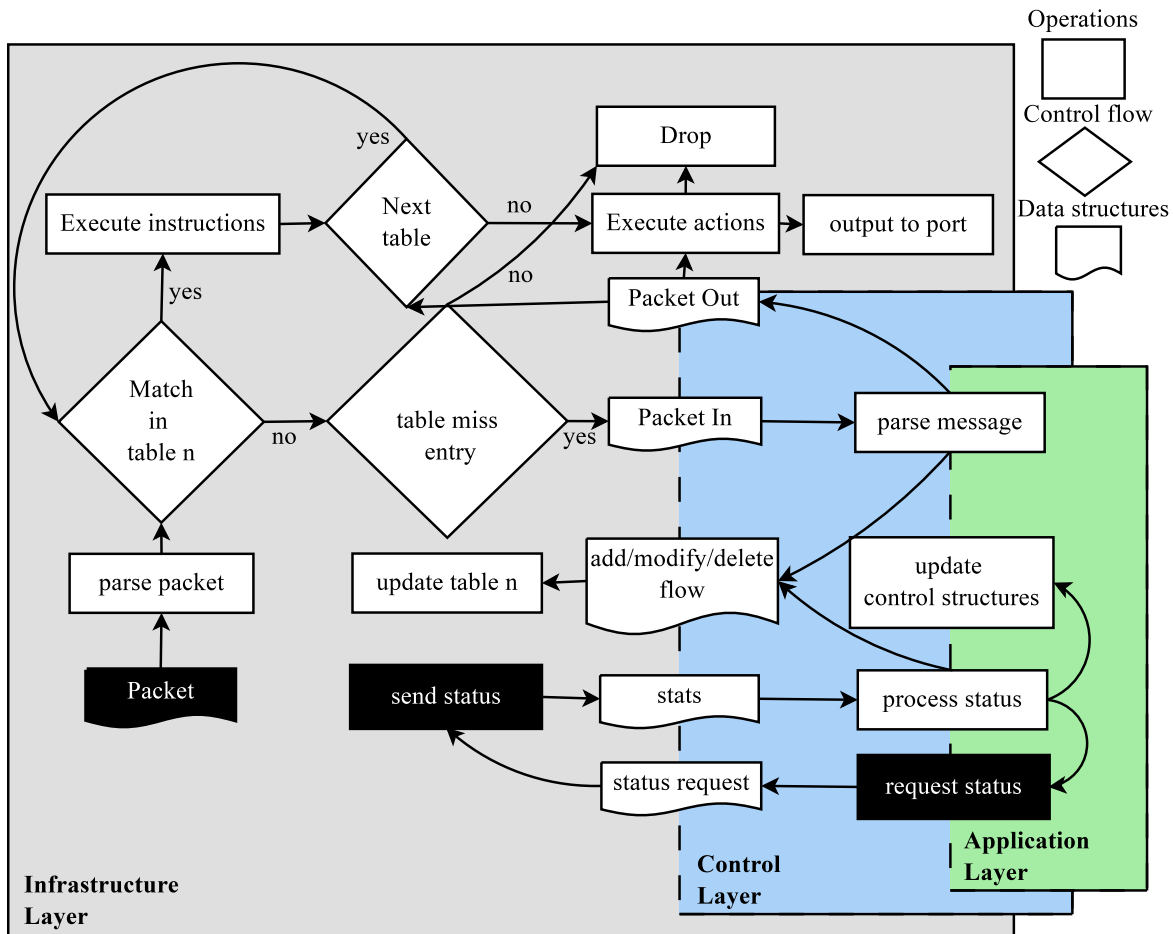 Operations
Control flow
Data structures
yes
Drop
Execute instructions
Next
table
no
Execute actions
output to port
no
yes
Packet Out
Match
in
table n
no
table miss
entry
yes
Packet In
parse message
parse packet
update table n
add/modify/delete
flow
update
control structures
Packet
send status
stats
process status
status request
request status
Infrastructure
Layer
Control
Layer
Application
Layer